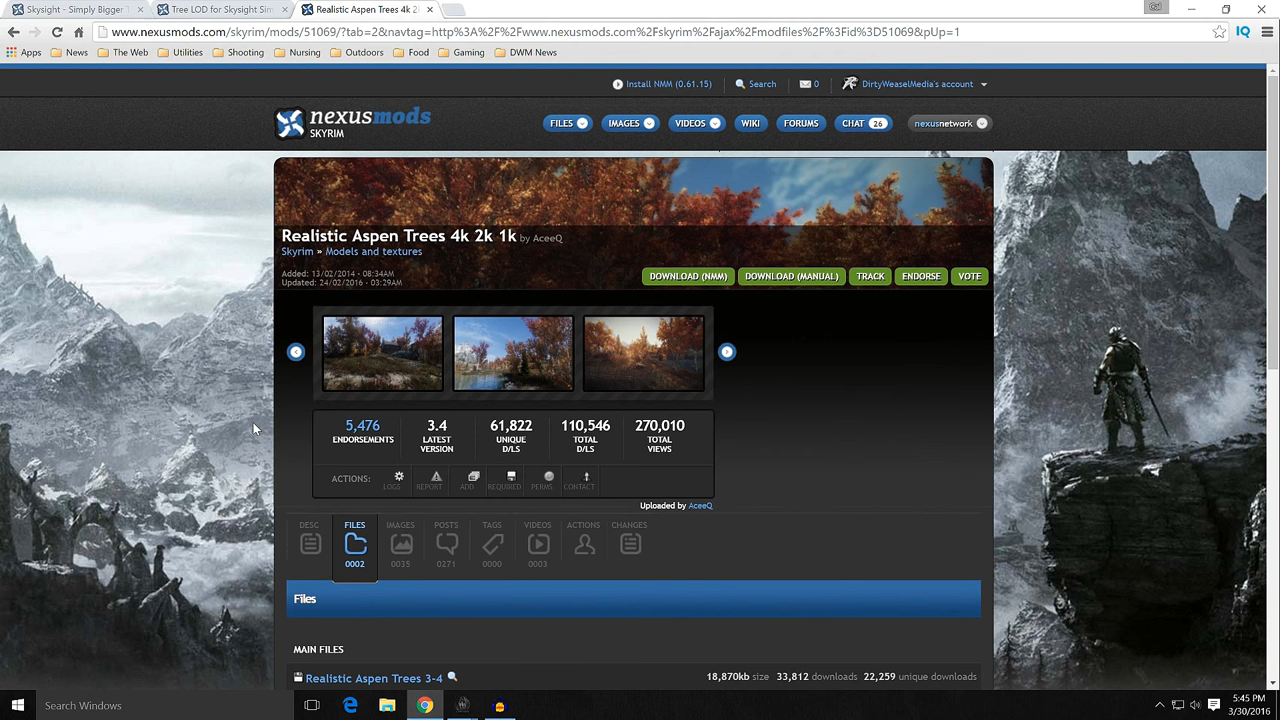 Skysight - Simply Bigger T
Tree LOD for Skysight Sim
Realistic Aspen Trees 4k 2
www.nexusmods.com/skyrim/mods/51069/?tab=2&navtag=http%3A%2F%2Fwww.nexusmods.com%2Fskyrim%2Fajax%2Fmodfiles%2F%3Fid%3D51069&pUp=1
IQ
Apps News The Web Utilities Shooting Nursing Outdoors Food Gaming DWM News
Install NMM (0.61.15) Search 0 DirtyWeaselMedia's account
nexusmods
SKYRIM
FILES IMAGES VIDEOS WIKI FORUMS CHAT 26 nexusnetwork
Realistic Aspen Trees 4k 2k 1k by AceeQ
Skyrim » Models and textures
Added: 13/02/2014 - 08:34AM
Updated: 24/02/2016 - 03:29AM
DOWNLOAD (NMM) DOWNLOAD (MANUAL) TRACK ENDORSE VOTE
5,476 3.4 61,822 110,546 270,010
ENDORSEMENTS LATEST UNIQUE TOTAL TOTAL
VERSION D/LS D/LS VIEWS
ACTIONS: LOGS REPORT ADD REQUIRED PERMS CONTACT
Uploaded by AceeQ
DESC FILES IMAGES POSTS TAGS VIDEOS ACTIONS CHANGES
0002 0035 0271 0000 0003
Files
MAIN FILES
Realistic Aspen Trees 3-4 18,870kb size 33,812 downloads 22,259 unique downloads
Search Windows
5:45 PM
3/30/2016